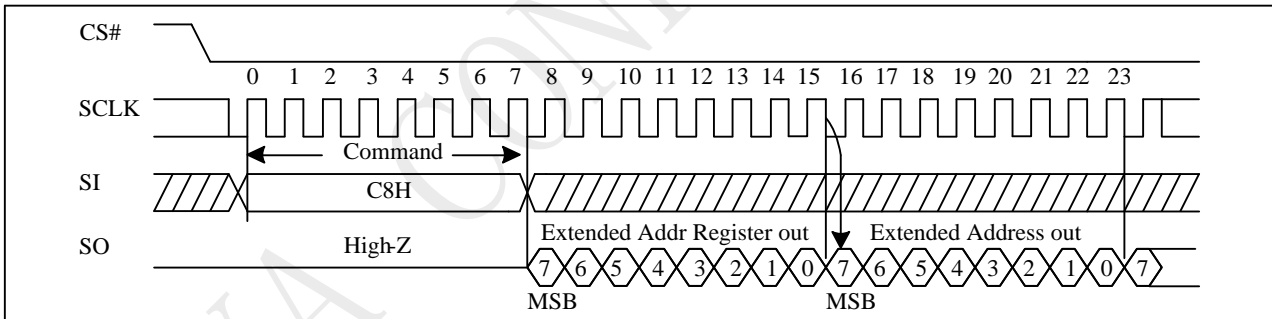 CS#
0 1 2 3 4 5 6 7 8 9 10 11 12 13 14 15 16 17 18 19 20 21 22 23
SCLK
Command
SI
C8H
Extended Addr Register out Extended Address out
SO High-Z
7 6 5 4 3 2 1 0 7 6 5 4 3 2 1 0 7
MSB MSB